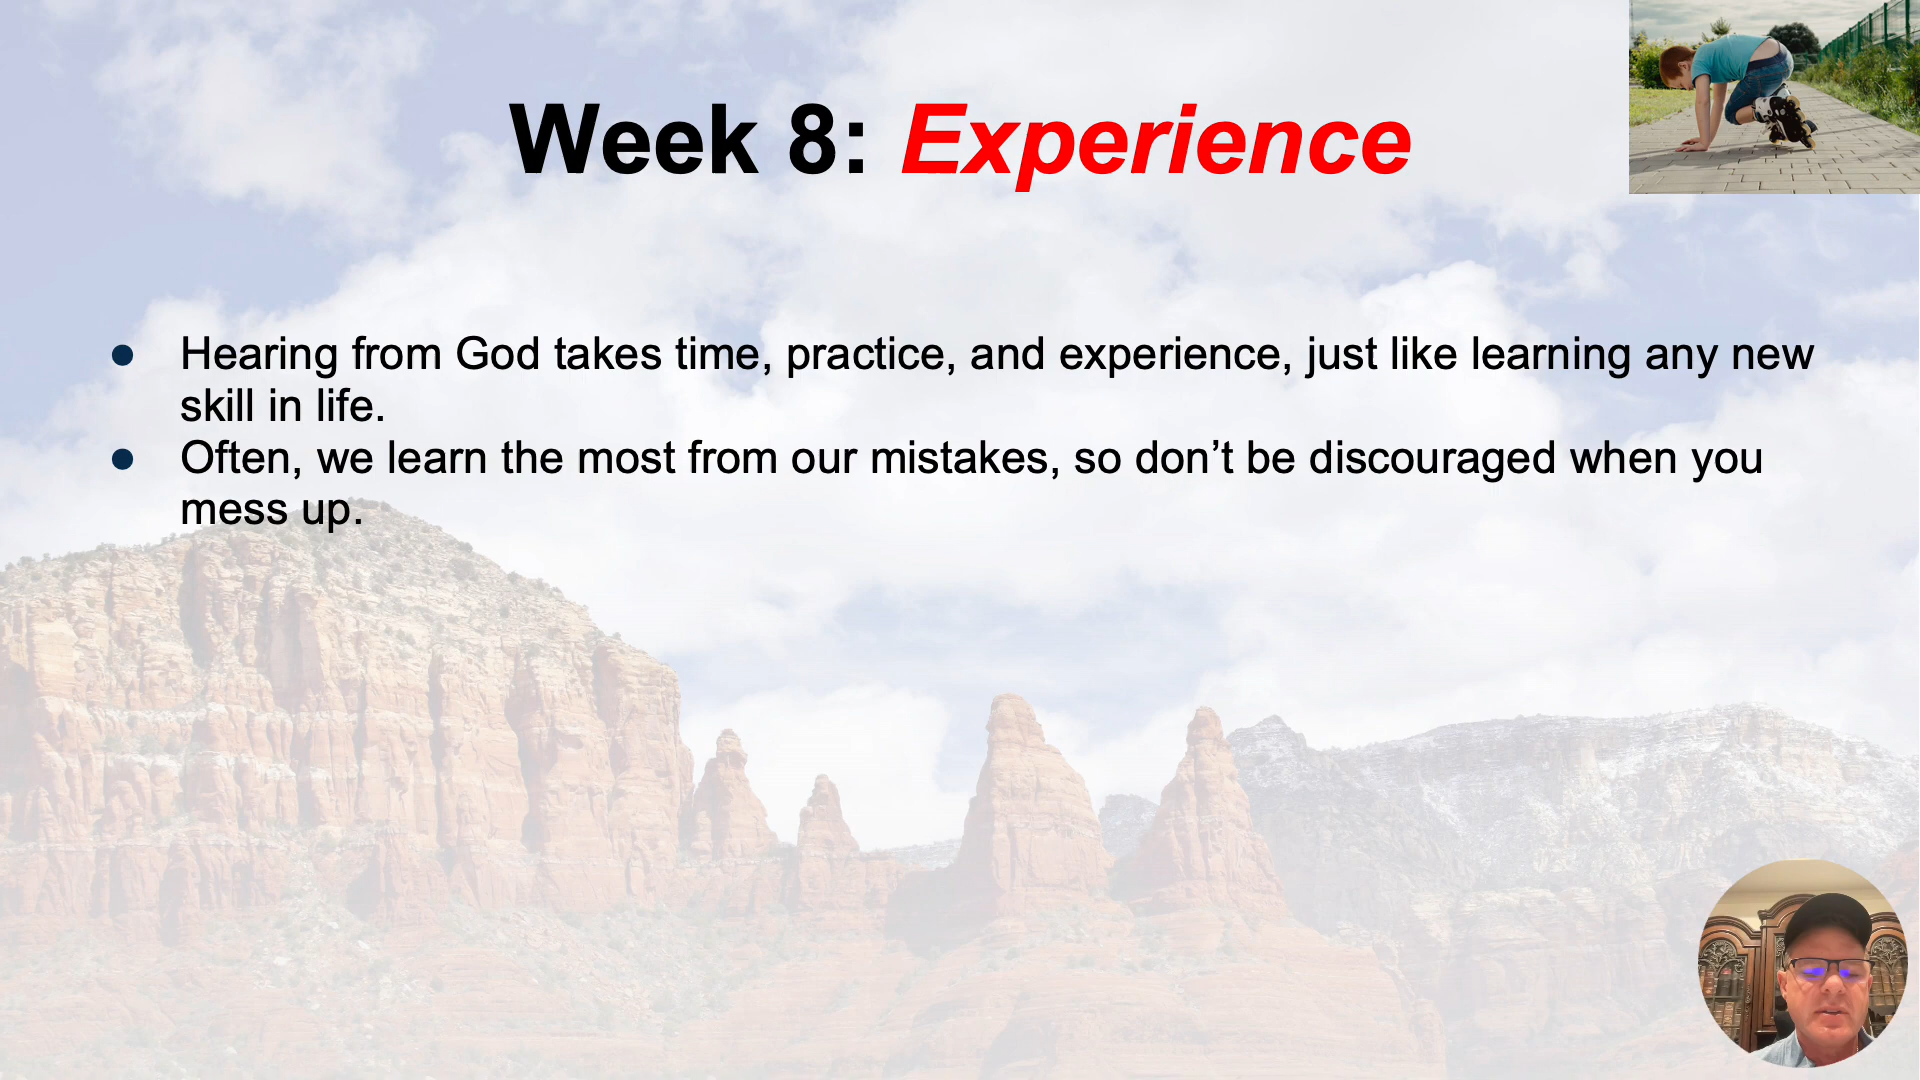 Week 8: Experience
● Hearing from God takes time, practice, and experience, just like learning any new
skill in life.
● Often, we learn the most from our mistakes, so don’t be discouraged when you
mess up.